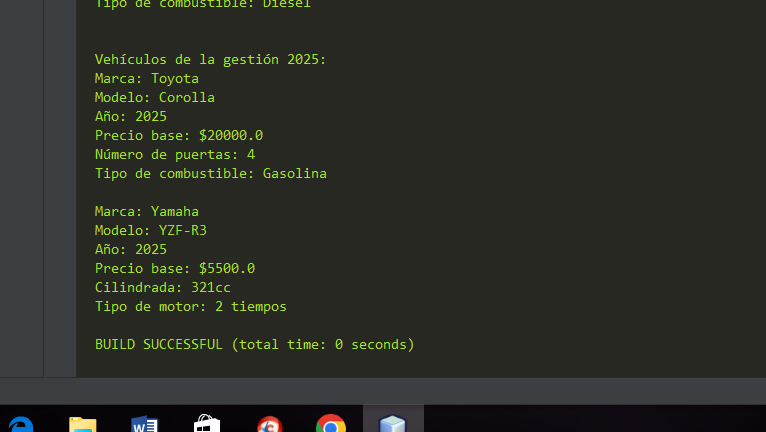 Tipo de combustible: Diesel
Vehículos de la gestión 2025:
Marca: Toyota
Modelo: Corolla
Año: 2025
Precio base: $20000.0
Número de puertas: 4
Tipo de combustible: Gasolina
Marca: Yamaha
Modelo: YZF-R3
Año: 2025
Precio base: $5500.0
Cilindrada: 321cc
Tipo de motor: 2 tiempos
BUILD SUCCESSFUL (total time: 0 seconds)